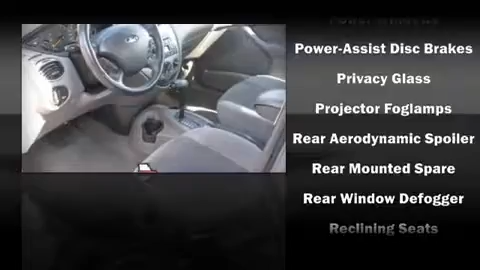 Power-Assist Disc Brakes
Privacy Glass
Projector Foglamps
Rear Aerodynamic Spoiler
Rear Mounted Spare
Rear Window Defogger
Reclining Seats